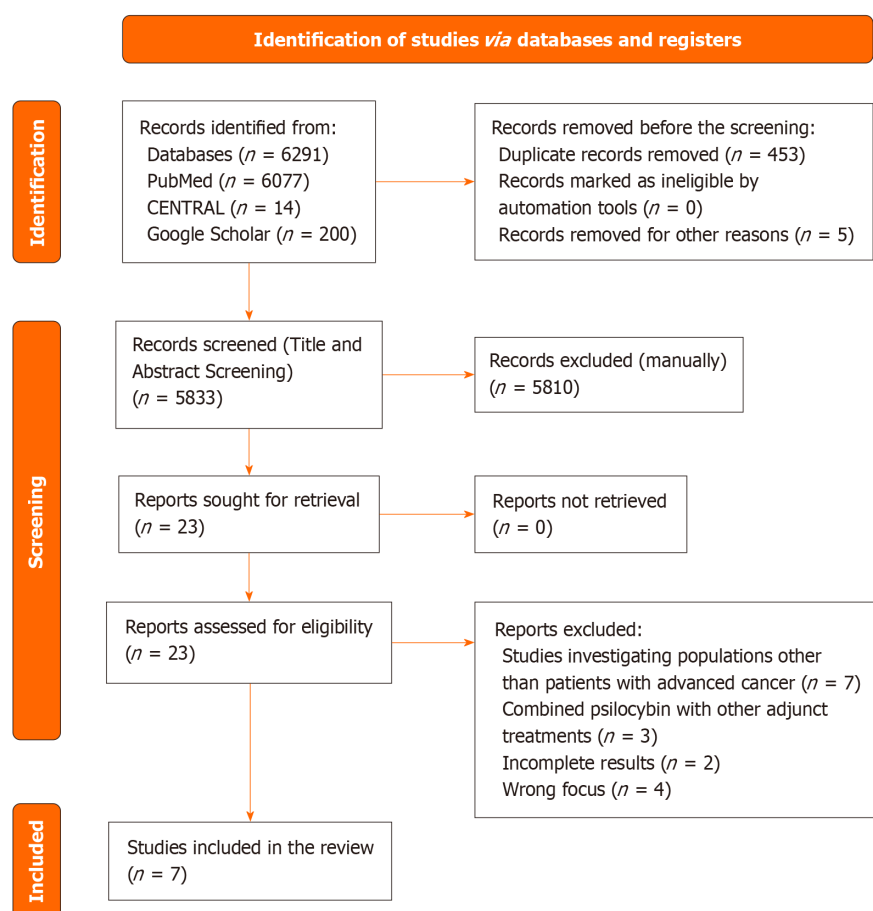 Identification of studies via databases and registers
Identification
Records identified from:
Databases (n = 6291)
PubMed (n = 6077)
CENTRAL (n = 14)
Google Scholar (n = 200)
Records removed before the screening:
Duplicate records removed (n = 453)
Records marked as ineligible by
automation tools (n = 0)
Records removed for other reasons (n = 5)
Screening
Records screened (Title and
Abstract Screening)
(n = 5833)
Records excluded (manually)
(n = 5810)
Reports sought for retrieval
(n = 23)
Reports not retrieved
(n = 0)
Reports assessed for eligibility
(n = 23)
Reports excluded:
Studies investigating populations other
than patients with advanced cancer (n = 7)
Combined psilocybin with other adjunct
treatments (n = 3)
Incomplete results (n = 2)
Wrong focus (n = 4)
Included
Studies included in the review
(n = 7)